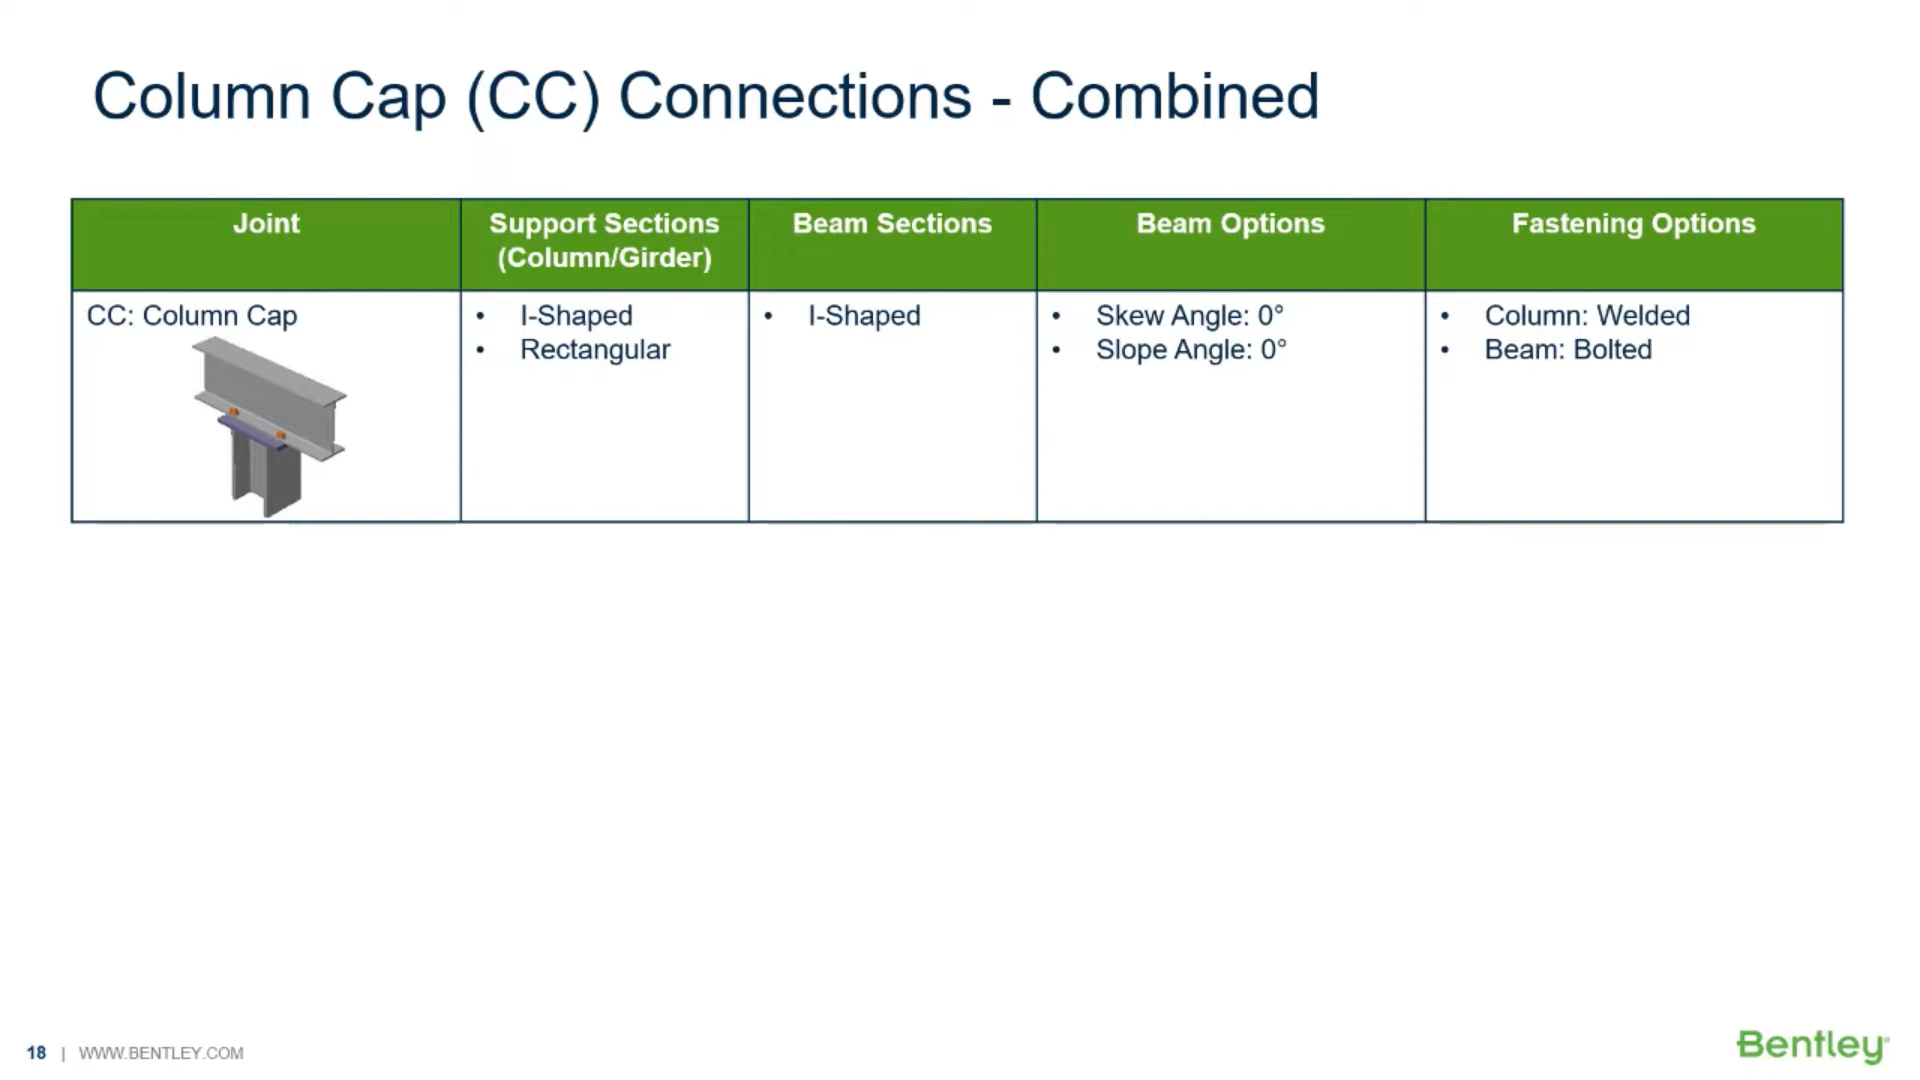 Column Cap (CC) Connections - Combined
Joint
Support Sections
(Column/Girder)
Beam Sections
Beam Options
Fastening Options
CC: Column Cap
• I-Shaped
• Rectangular
• I-Shaped
• Skew Angle: 0°
• Slope Angle: 0°
• Column: Welded
• Beam: Bolted
18 | WWW.BENTLEY.COM
Bentley®